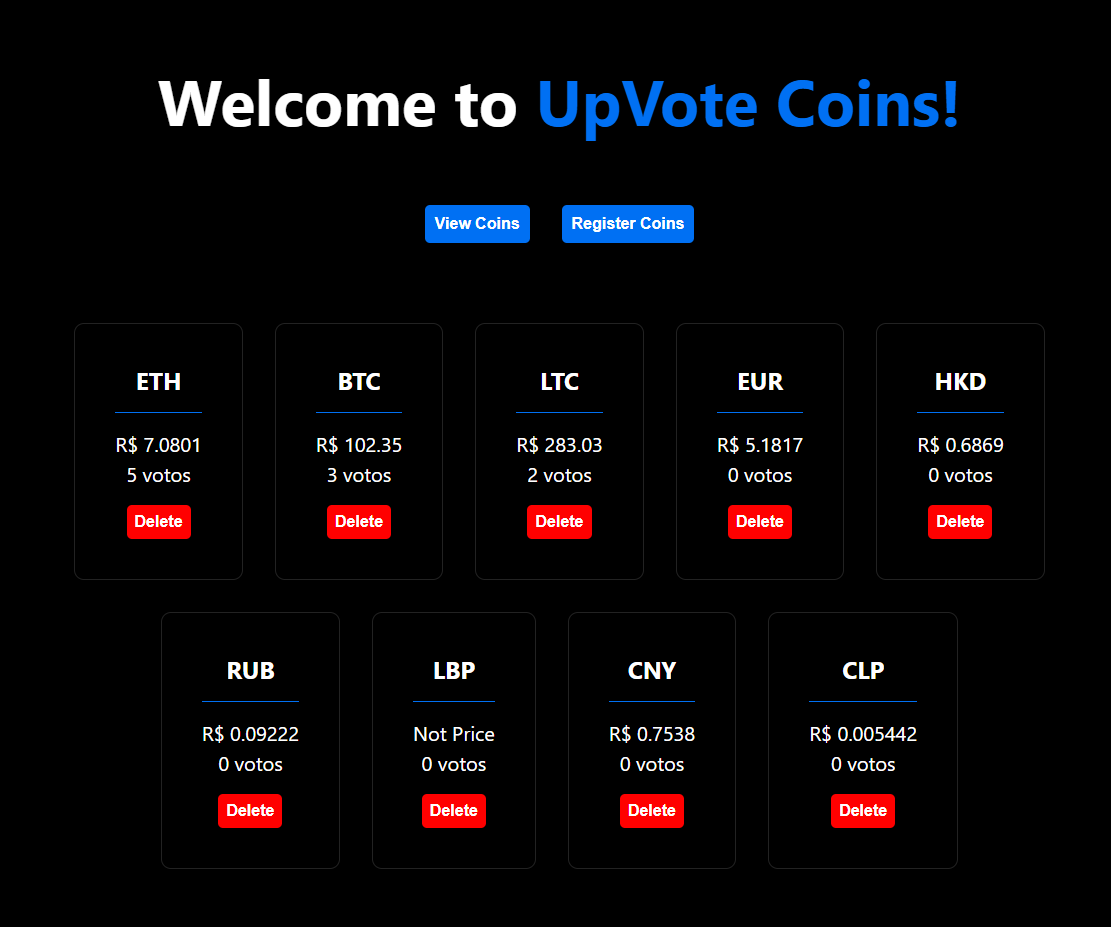 Welcome to UpVote Coins!
View Coins
Register Coins
ETH
R$ 7.0801
5 votos
Delete
BTC
R$ 102.35
3 votos
Delete
LTC
R$ 283.03
2 votos
Delete
EUR
R$ 5.1817
0 votos
Delete
HKD
R$ 0.6869
0 votos
Delete
RUB
R$ 0.09222
0 votos
Delete
LBP
Not Price
0 votos
Delete
CNY
R$ 0.7538
0 votos
Delete
CLP
R$ 0.005442
0 votos
Delete